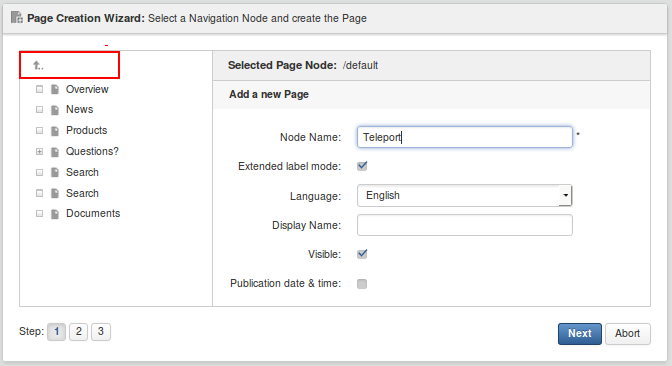 Page Creation Wizard: Select a Navigation Node and create the Page
..
Overview
News
Products
Questions?
Search
Search
Documents
Selected Page Node: /default
Add a new Page
Node Name: Teleport *
Extended label mode:
Language: English
Display Name:
Visible:
Publication date & time:
Step: 1 2 3
Next Abort